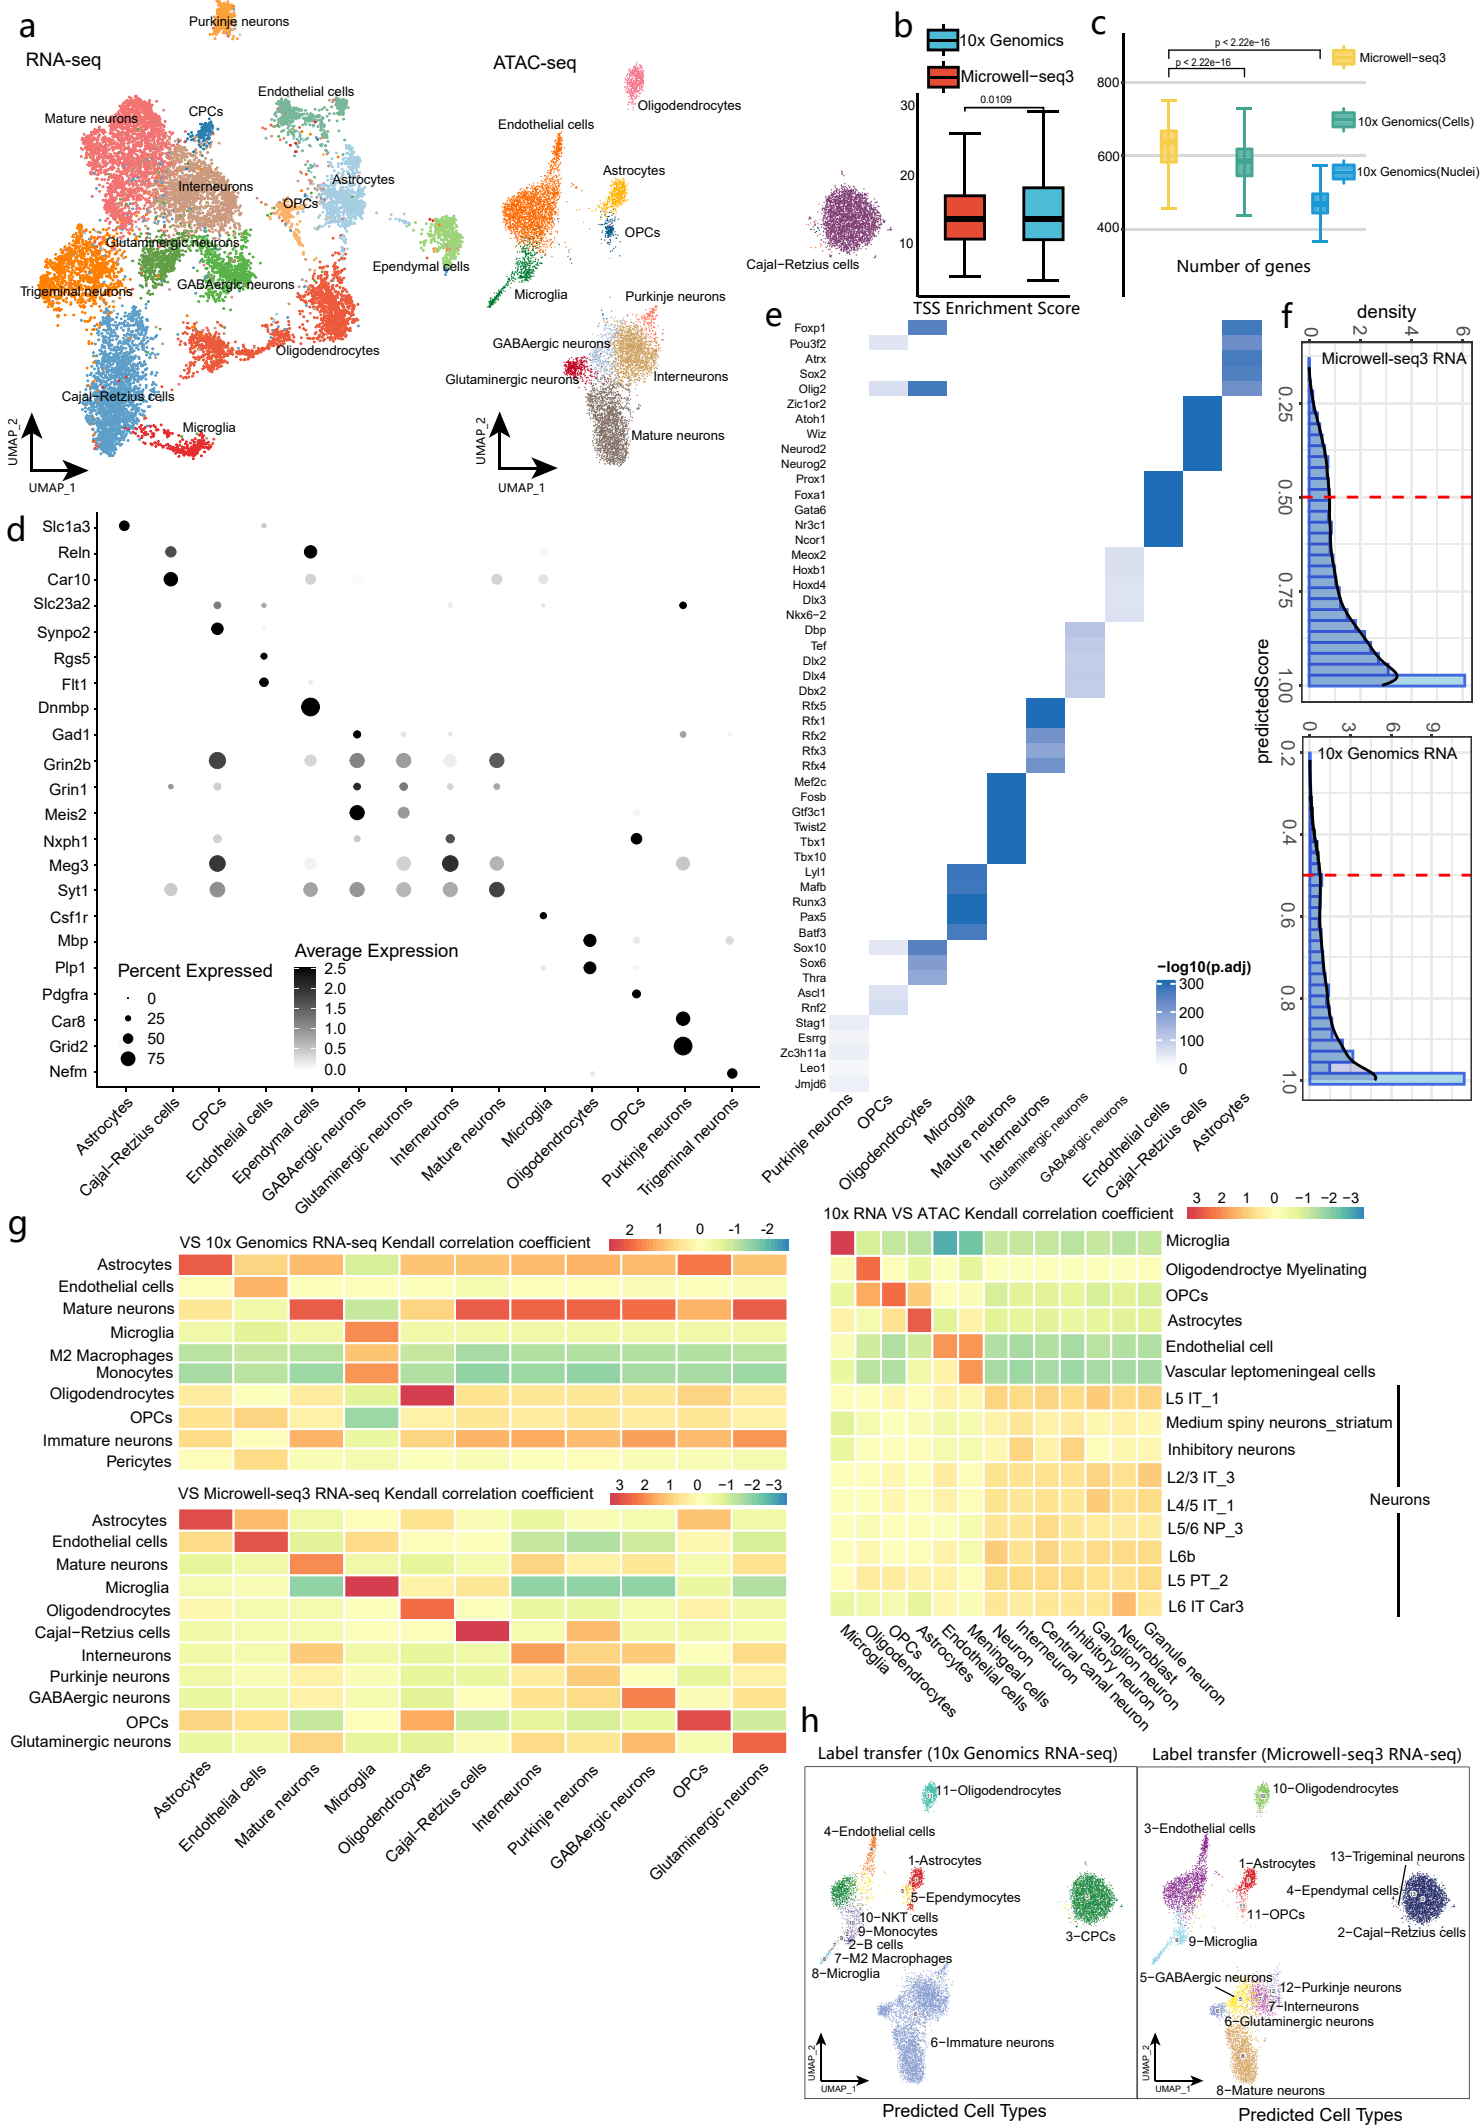 a
RNA-seq
Purkinje neurons
Mature neurons
CPCs
Endothelial cells
Interneurons
Astrocytes
OPCs
Glutaminergic neurons
Trigeminal neurons
GABAergic neurons
Ependymal cells
Oligodendrocytes
Cajal−Retzius cells
Microglia
UMAP_2
UMAP_1
ATAC-seq
Oligodendrocytes
Endothelial cells
Astrocytes
OPCs
Microglia
Cajal−Retzius cells
Purkinje neurons
GABAergic neurons
Glutaminergic neurons
Interneurons
Mature neurons
UMAP_2
UMAP_1
b
10x Genomics
Microwell−seq3
0.0109
30
20
10
TSS Enrichment Score
c
p < 2.22e−16
p < 2.22e−16
800
600
400
Microwell−seq3
10x Genomics(Cells)
10x Genomics(Nuclei)
Number of genes
d
Slc1a3
Reln
Car10
Slc23a2
Synpo2
Rgs5
Flt1
Dnmbp
Gad1
Grin2b
Grin1
Meis2
Nxph1
Meg3
Syt1
Csf1r
Mbp
Plp1
Pdgfra
Car8
Grid2
Nefm
Percent Expressed
0
25
50
75
Average Expression
2.5
2.0
1.5
1.0
0.5
0.0
Astrocytes
Cajal−Retzius cells
CPCs
Endothelial cells
Ependymal cells
GABAergic neurons
Glutaminergic neurons
Interneurons
Mature neurons
Microglia
Oligodendrocytes
OPCs
Purkinje neurons
Trigeminal neurons
e
Foxp1
Pou3f2
Atrx
Sox2
Olig2
Zic1or2
Atoh1
Wiz
Neurod2
Neurog2
Prox1
Foxa1
Gata6
Nr3c1
Ncor1
Meox2
Hoxb1
Hoxd4
Dlx3
Nkx6−2
Dbp
Tef
Dlx2
Dlx4
Dbx2
Rfx5
Rfx1
Rfx2
Rfx3
Rfx4
Mef2c
Fosb
Gtf3c1
Twist2
Tbx1
Tbx10
Lyl1
Mafb
Runx3
Pax5
Batf3
Sox10
Sox6
Thra
Ascl1
Rnf2
Stag1
Esrrg
Zc3h11a
Leo1
Jmjd6
−log10(p.adj)
300
200
100
0
Purkinje neurons
OPCs
Oligodendrocytes
Microglia
Mature neurons
Interneurons
Glutaminergic neurons
GABAergic neurons
Endothelial cells
Cajal−Retzius cells
Astrocytes
f
density
0
2
4
6
Microwell−seq3 RNA
0.25
0.50
0.75
1.00
predictedScore
0
3
6
9
10x Genomics RNA
0.2
0.4
0.6
0.8
1.0
g
VS 10x Genomics RNA−seq Kendall correlation coefficient
2 1 0 -1 -2
Astrocytes
Endothelial cells
Mature neurons
Microglia
M2 Macrophages
Monocytes
Oligodendrocytes
OPCs
Immature neurons
Pericytes
VS Microwell−seq3 RNA−seq Kendall correlation coefficient
3 2 1 0 −1 −2 −3
Astrocytes
Endothelial cells
Mature neurons
Microglia
Oligodendrocytes
Cajal−Retzius cells
Interneurons
Purkinje neurons
GABAergic neurons
OPCs
Glutaminergic neurons
Astrocytes
Endothelial cells
Mature neurons
Microglia
Oligodendrocytes
Cajal−Retzius cells
Interneurons
Purkinje neurons
GABAergic neurons
OPCs
Glutaminergic neurons
10x RNA VS ATAC Kendall correlation coefficient
3 2 1 0 −1 −2 −3
Microglia
Oligodendroctye Myelinating
OPCs
Astrocytes
Endothelial cell
Vascular leptomeningeal cells
L5 IT_1
Medium spiny neurons_striatum
Inhibitory neurons
L2/3 IT_3
L4/5 IT_1
L5/6 NP_3
L6b
L5 PT_2
L6 IT Car3
Neurons
Microglia
Oligodendrocytes
OPCs
Astrocytes
Endothelial cells
Meningeal cells
Neuron
Interneuron
Central canal neuron
Inhibitory neuron
Ganglion neuron
Neuroblast
Granule neuron
h
Label transfer (10x Genomics RNA-seq)
11−Oligodendrocytes
4−Endothelial cells
1-Astrocytes
5−Ependymocytes
10−NKT cells
9−Monocytes
2−B cells
7−M2 Macrophages
8−Microglia
3−CPCs
6−Immature neurons
UMAP_2
UMAP_1
Predicted Cell Types
Label transfer (Microwell-seq3 RNA-seq)
10−Oligodendrocytes
3−Endothelial cells
1−Astrocytes
13−Trigeminal neurons
4−Ependymal cells
11−OPCs
2−Cajal−Retzius cells
9−Microglia
5−GABAergic neurons
12−Purkinje neurons
7−Interneurons
6−Glutaminergic neurons
8−Mature neurons
UMAP_2
UMAP_1
Predicted Cell Types